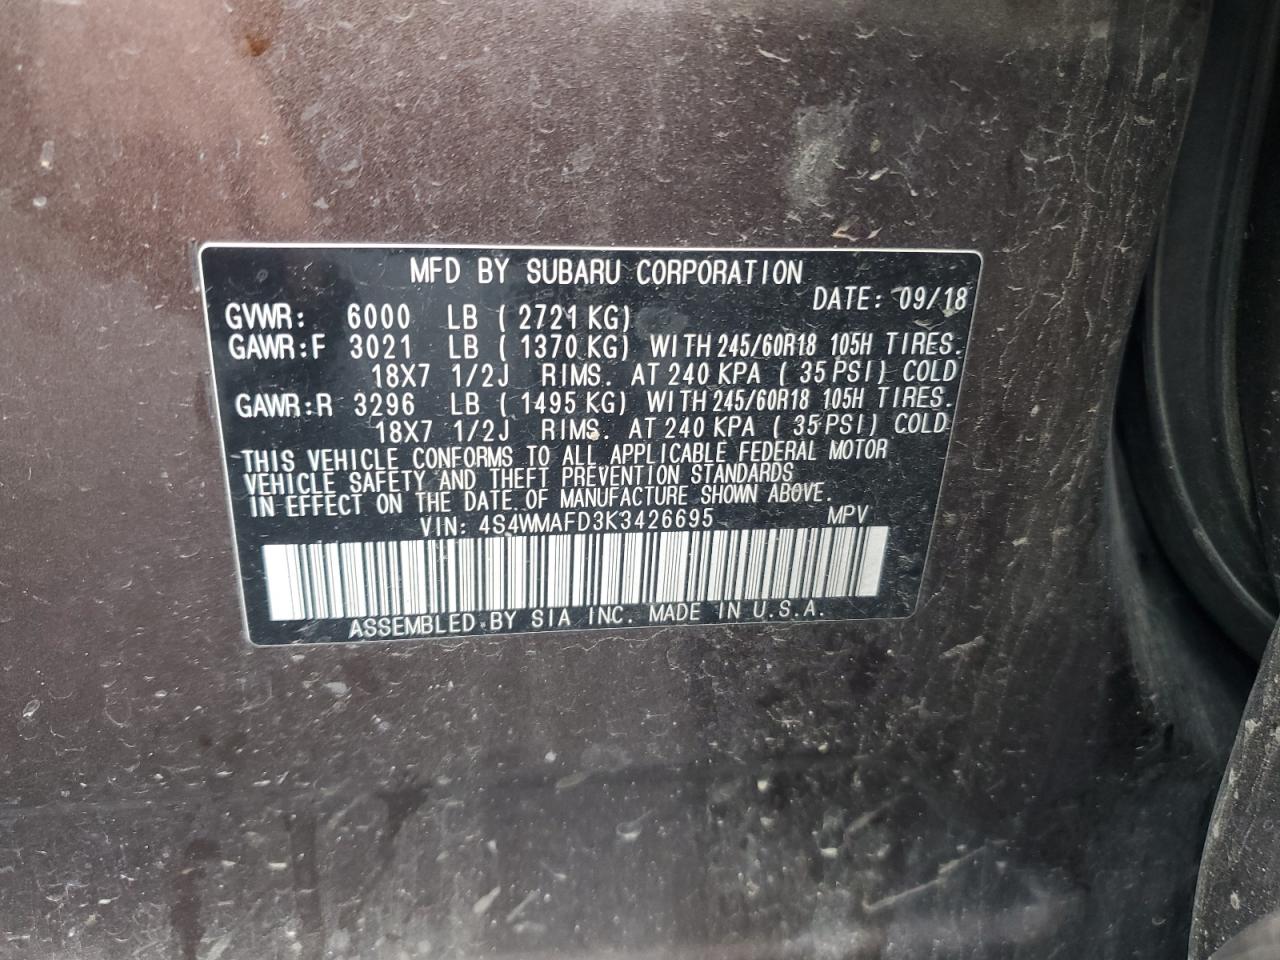 MFD BY SUBARU CORPORATION
DATE: 09/18
GVWR: 6000 LB ( 2721 KG)
GAWR:F 3021 LB ( 1370 KG) WITH 245/60R18 105H TIRES.
18X7 1/2J RIMS. AT 240 KPA ( 35 PSI) COLD
GAWR:R 3296 LB ( 1495 KG) WITH 245/60R18 105H TIRES.
18X7 1/2J RIMS. AT 240 KPA ( 35 PSI) COLD
THIS VEHICLE CONFORMS TO ALL APPLICABLE FEDERAL MOTOR
VEHICLE SAFETY AND THEFT PREVENTION STANDARDS
IN EFFECT ON THE DATE OF MANUFACTURE SHOWN ABOVE.
VIN: 4S4WMAFD3K3426695 MPV
ASSEMBLED BY SIA INC. MADE IN U.S.A.